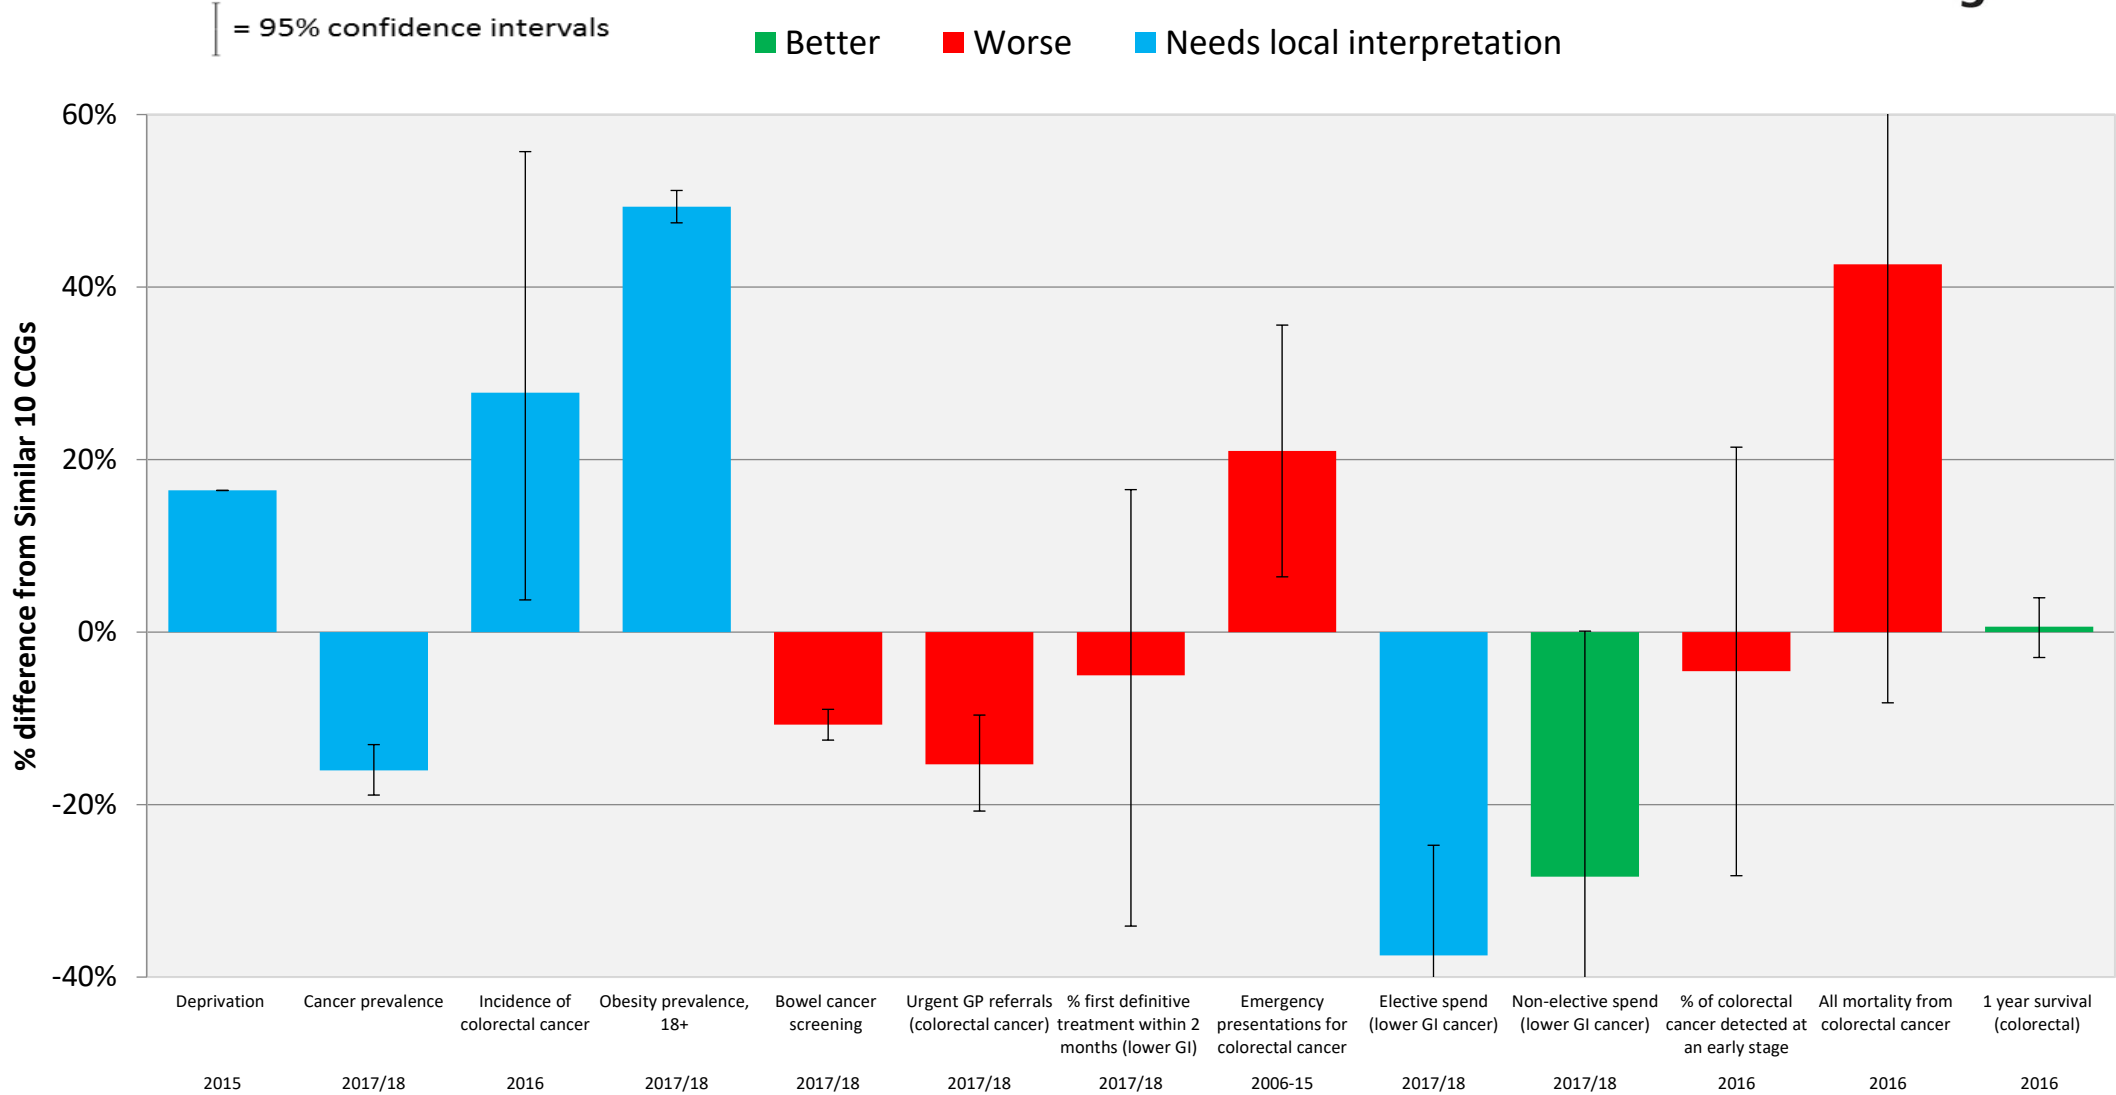 = 95% confidence intervals
Better Worse Needs local interpretation
60%
40%
20%
0%
-20%
-40%
% difference from Similar 10 CCGs
Deprivation
2015
Cancer prevalence
2017/18
Incidence of
colorectal cancer
2016
Obesity prevalence,
18+
2017/18
Bowel cancer
screening
2017/18
Urgent GP referrals
(colorectal cancer)
2017/18
% first definitive
treatment within 2
months (lower GI)
2017/18
Emergency
presentations for
colorectal cancer
2006-15
Elective spend
(lower GI cancer)
2017/18
Non-elective spend
(lower GI cancer)
2017/18
% of colorectal
cancer detected at
an early stage
2016
All mortality from
colorectal cancer
2016
1 year survival
(colorectal)
2016